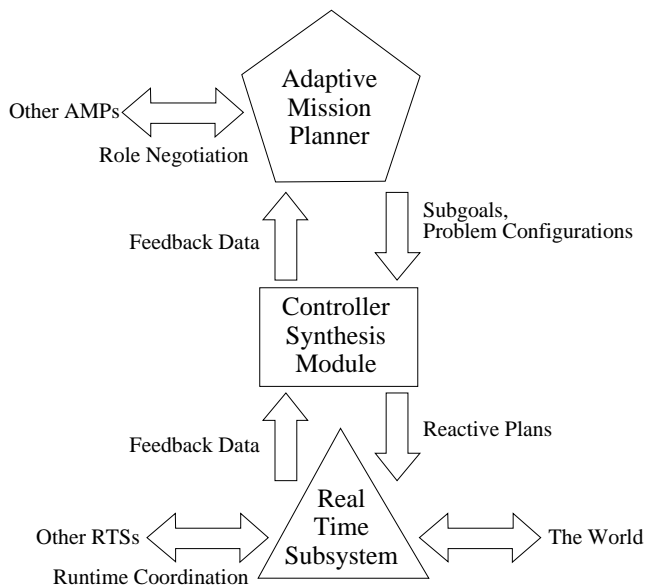 Adaptive
Mission
Planner
Other AMPs
Role Negotiation
Subgoals,
Problem Configurations
Feedback Data
Controller
Synthesis
Module
Feedback Data
Reactive Plans
Real
Time
Subsystem
Other RTSs
Runtime Coordination
The World